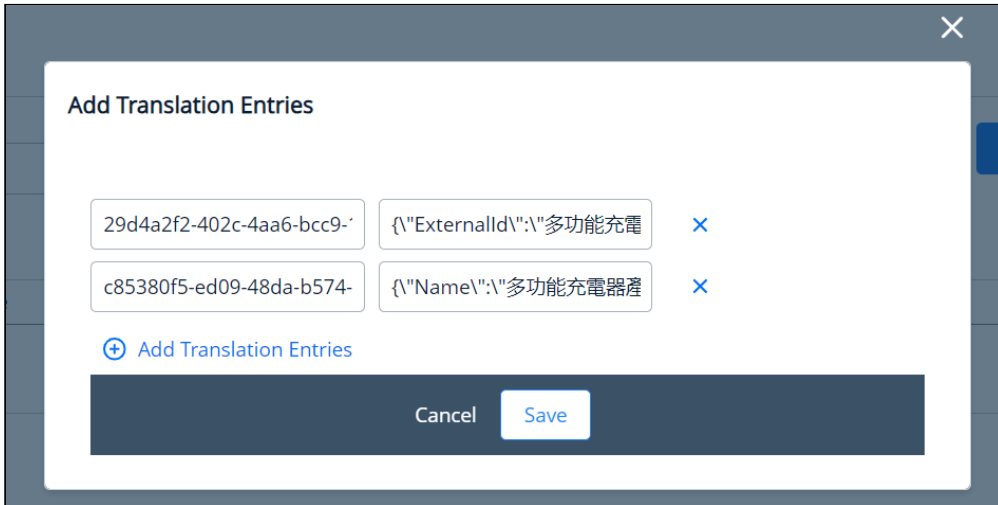 Add Translation Entries
29d4a2f2-402c-4aa6-bcc9- {\"ExternalId\":\"多功能充電
c85380f5-ed09-48da-b574- {\"Name\":\"多功能充電器產
Add Translation Entries
Cancel Save